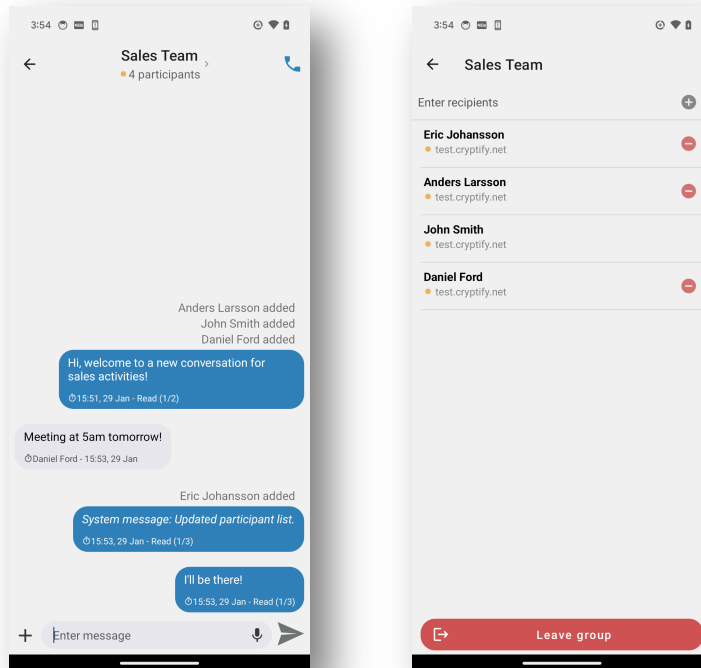 3:54
Sales Team
4 participants
Anders Larsson added
John Smith added
Daniel Ford added
Hi, welcome to a new conversation for
sales activities!
15:51, 29 Jan - Read (1/2)
Meeting at 5am tomorrow!
Daniel Ford - 15:53, 29 Jan
Eric Johansson added
System message: Updated participant list.
15:53, 29 Jan - Read (1/3)
I'll be there!
15:53, 29 Jan - Read (1/3)
Enter message
3:54
Sales Team
Enter recipients
Eric Johansson
test.cryptify.net
Anders Larsson
test.cryptify.net
John Smith
test.cryptify.net
Daniel Ford
test.cryptify.net
Leave group